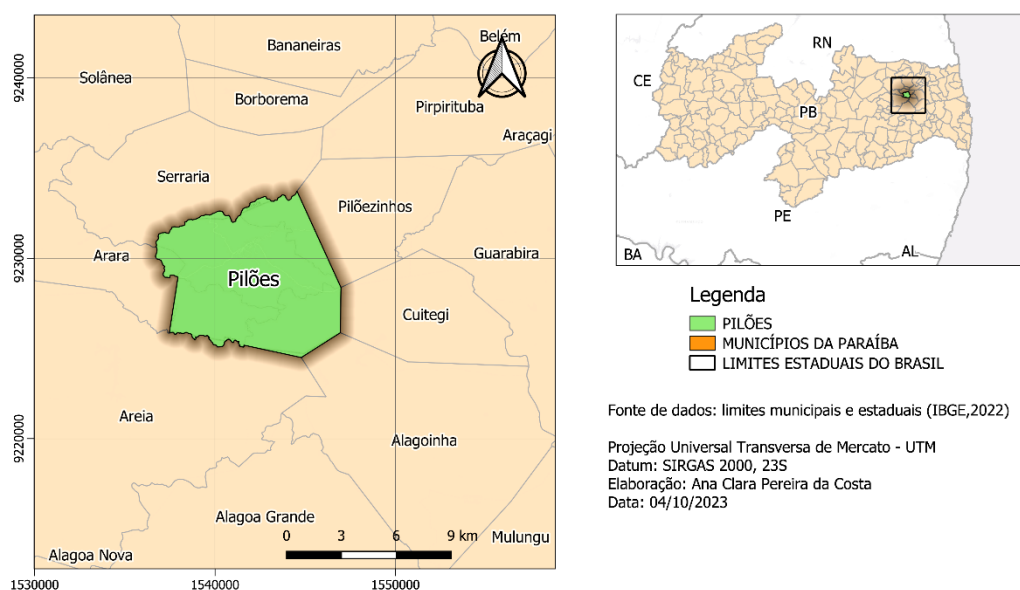 Belém
Bananeiras
Solânea
Borborema
Pirpirituba
Araçagi
Serraria
Pilõezinhos
Arara
Guarabira
Pilões
Cuitegi
Areia
Alagoinha
Alagoa Grande
0 3 6 9 km
Mulungu
Alagoa Nova
9240000
9230000
9220000
1530000 1540000 1550000
RN
CE
PB
PE
BA
AL
Legenda
PILÕES
MUNICÍPIOS DA PARAÍBA
LIMITES ESTADUAIS DO BRASIL
Fonte de dados: limites municipais e estaduais (IBGE,2022)
Projeção Universal Transversa de Mercato - UTM
Datum: SIRGAS 2000, 23S
Elaboração: Ana Clara Pereira da Costa
Data: 04/10/2023